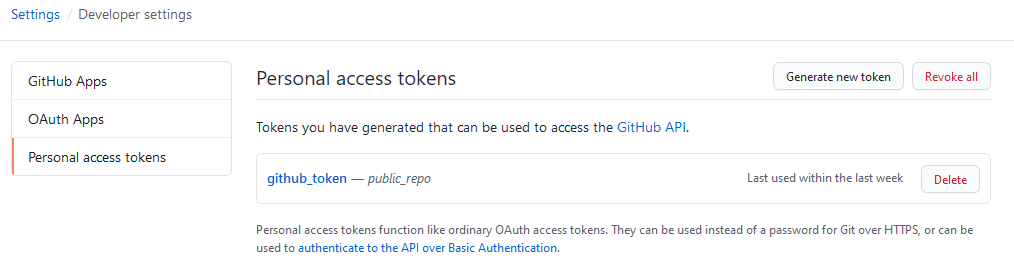 Settings / Developer settings
GitHub Apps
OAuth Apps
Personal access tokens
Personal access tokens
Generate new token
Revoke all
Tokens you have generated that can be used to access the GitHub API.
github_token — public_repo
Last used within the last week
Delete
Personal access tokens function like ordinary OAuth access tokens. They can be used instead of a password for Git over HTTPS, or can be
used to authenticate to the API over Basic Authentication.